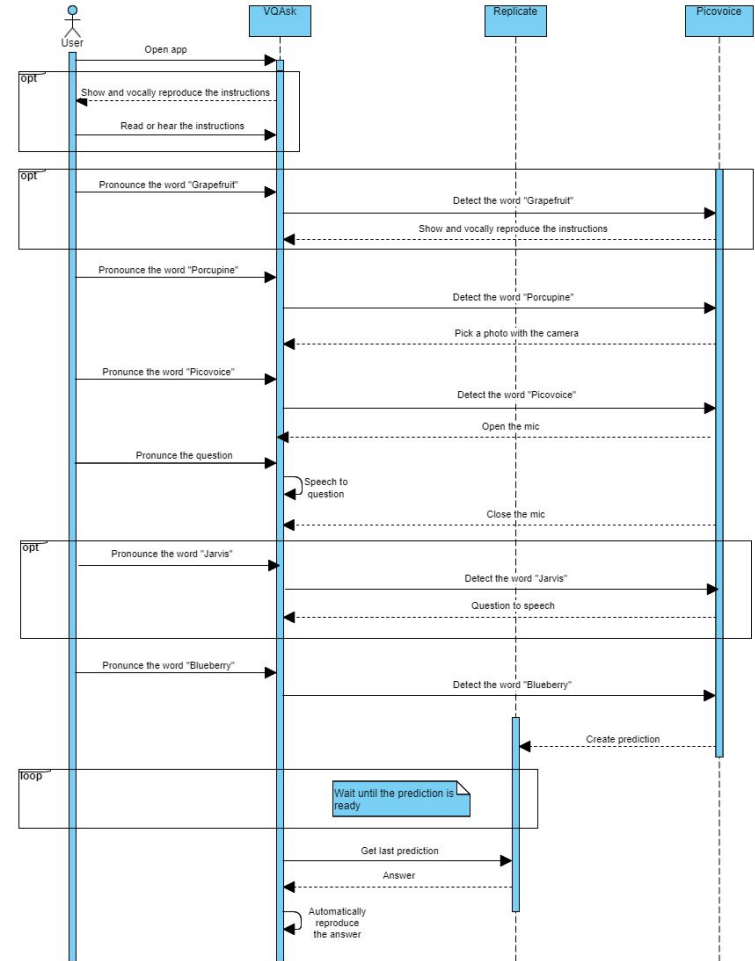 User
VQAsk
Replicate
Picovoice
Open app
opt
Show and vocally reproduce the instructions
Read or hear the instructions
opt
Pronounce the word "Grapefruit"
Detect the word "Grapefruit"
Show and vocally reproduce the instructions
Pronounce the word "Porcupine"
Detect the word "Porcupine"
Pick a photo with the camera
Pronunce the word "Picovoice"
Detect the word "Picovoice"
Open the mic
Pronunce the question
Speech to
question
Close the mic
opt
Pronounce the word "Jarvis"
Detect the word "Jarvis"
Question to speech
Pronunce the word "Blueberry"
Detect the word "Blueberry"
Create prediction
loop
Wait until the prediction is
ready
Get last prediction
Answer
Automatically
reproduce
the answer